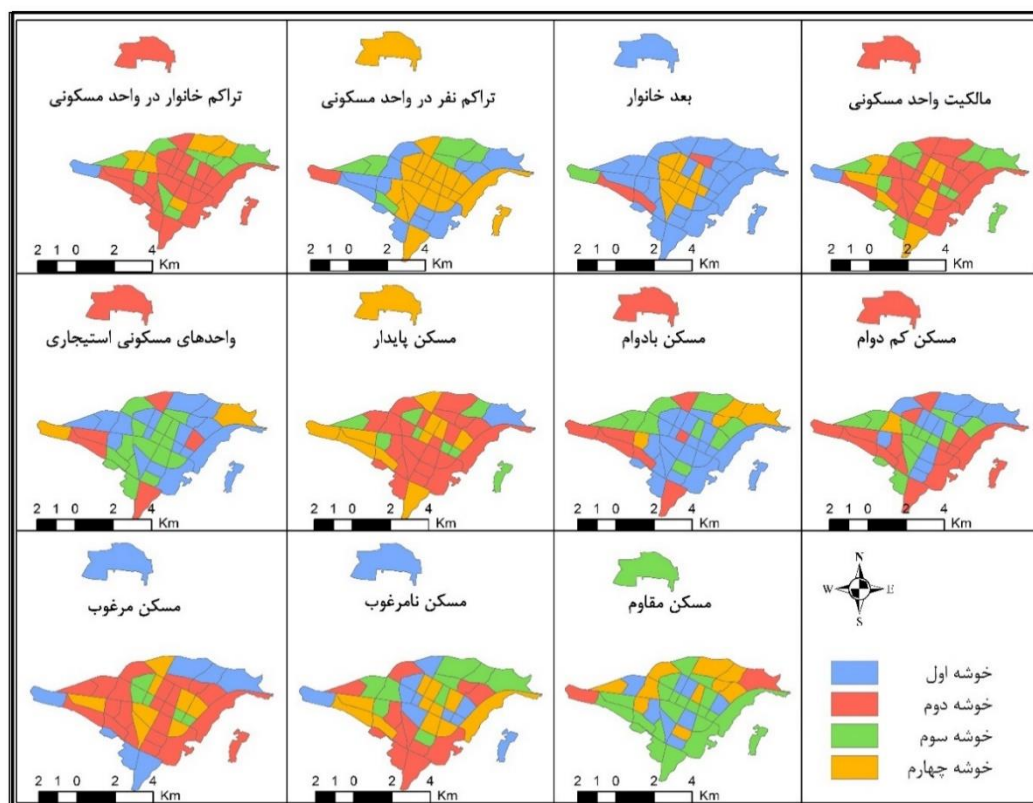 مالکیت واحد مسکونی
بعد خانوار
تراکم نفر در واحد مسکونی
تراکم خانوار در واحد مسکونی
2 1 0 2 4
Km
2 1 0 2 4
Km
2 1 0 2 4
Km
2 1 0 2 4
Km
مسکن کم دوام
مسکن بادوام
مسکن پایدار
واحدهای مسکونی استیجاری
2 1 0 2 4
Km
2 1 0 2 4
Km
2 1 0 2 4
Km
2 1 0 2 4
Km
N
W E
S
مسکن مقاوم
مسکن نامرغوب
مسکن مرغوب
2 1 0 2 4
Km
2 1 0 2 4
Km
2 1 0 2 4
Km
خوشه اول
خوشه دوم
خوشه سوم
خوشه چهارم